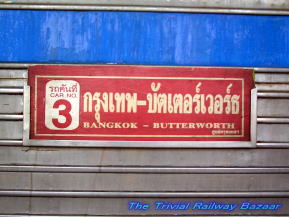 รถคันที่
CAR NO.
3
กรุงเทพ-บัตเตอร์เวอร์ธ
BANGKOK - BUTTERWORTH
The Trivial Railway Bazaar